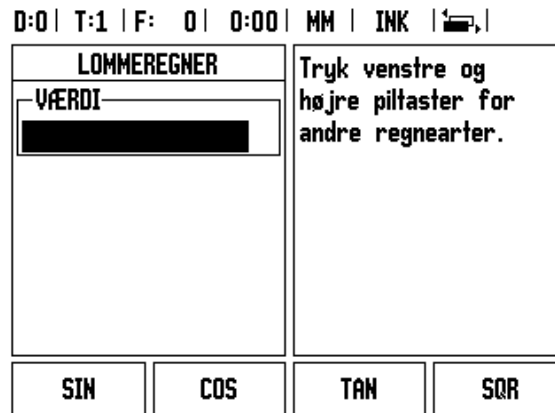 D:0| T:1 |F: 0| 0:00| MM | INK
LOMMEREGNER
VÆRDI
Tryk venstre og
højre piltaster for
andre regnearter.
SIN COS TAN SQR